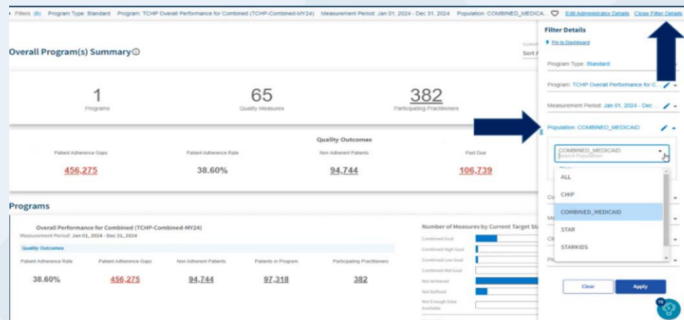 Filters (6) Program Type: Standard Program: TCHP Overall Performance for Combined (TCHP-Combined-MY24) Measurement Period: Jan 01, 2024 - Dec 31, 2024 Population: COMBINED_MEDICA... Edit Administrator Details Close Filter Details
Overall Program(s) Summary
Sort
1
Programs
65
Quality Measures
382
Participating Practitioners
Quality Outcomes
Patient Adherence Gaps
456,275
Patient Adherence Rate
38.60%
Non Adherent Patients
94,744
Past Due
106,739
Programs
Overall Performance for Combined (TCHP-Combined-MY24)
Measurement Period: Jan 01, 2024 - Dec 31, 2024
Quality Outcomes
Patient Adherence Rate
38.60%
Patient Adherence Gaps
456,275
Non Adherent Patients
94,744
Patients in Program
97,318
Participating Practitioners
382
Number of Measures by Current Target Sta
Combined Goal
Combined High Goal
Combined Low Goal
Combined Mid Goal
Not Achieved
Not Defined
Not Enough Data
Available
Filter Details
Pin to Dashboard
Program Type: Standard
Program: TCHP Overall Performance for C...
Measurement Period: Jan 01, 2024 - Dec ...
Population: COMBINED_MEDICAID
COMBINED_MEDICAID
Search Population
ALL
CHIP
COMBINED_MEDICAID
STAR
STARKIDS
Clear
Apply